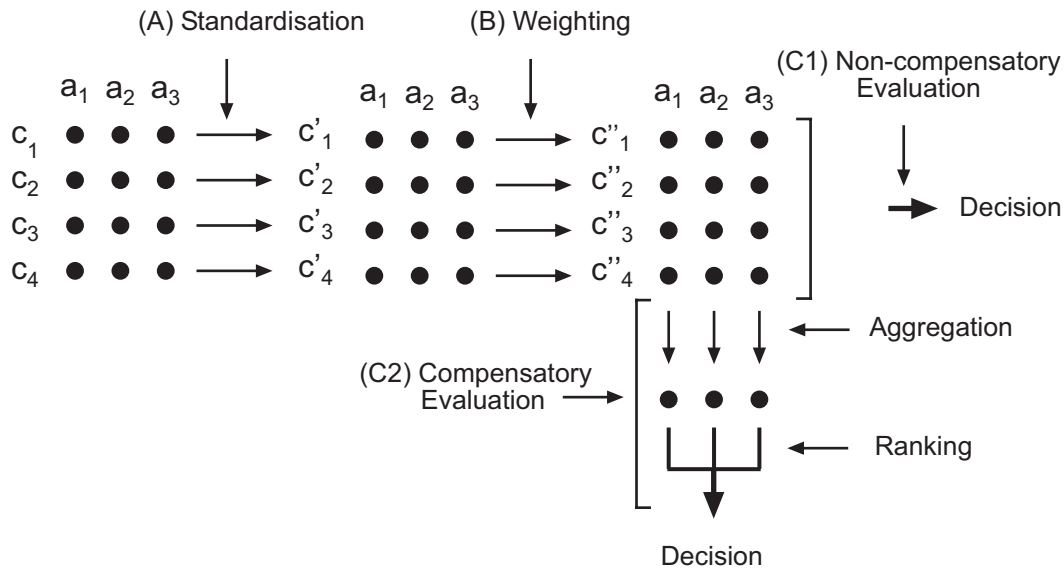 (A) Standardisation
(B) Weighting
(C1) Non-compensatory
Evaluation
a1 a2 a3
a1 a2 a3
a1 a2 a3
c1
c'1
c''1
c2
c'2
c''2
c3
c'3
c''3
c4
c'4
c''4
Decision
Aggregation
(C2) Compensatory
Evaluation
Ranking
Decision